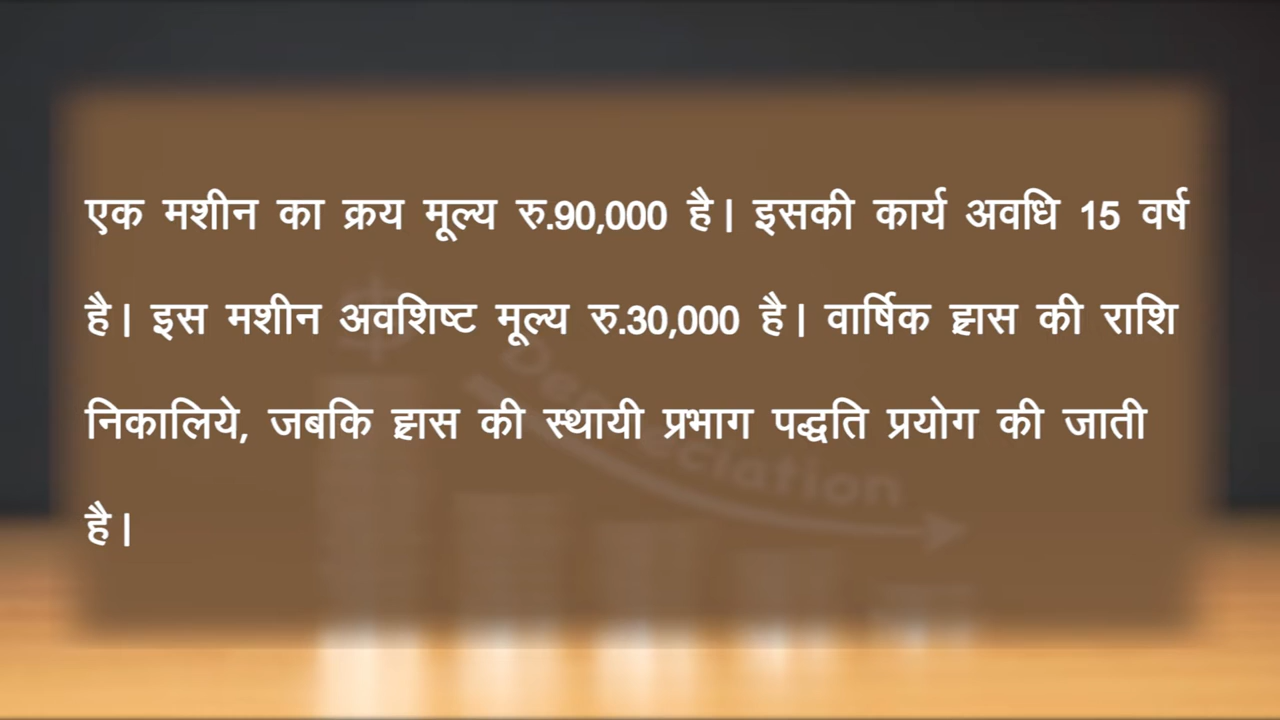 एक मशीन का क्रय मूल्य रु.90,000 है। इसकी कार्य अवधि 15 वर्ष
है। इस मशीन अवशिष्ट मूल्य रु.30,000 है। वार्षिक ह्रास की राशि
निकालिये, जबकि ह्रास की स्थायी प्रभाग पद्धति प्रयोग की जाती
है।
Depreciation